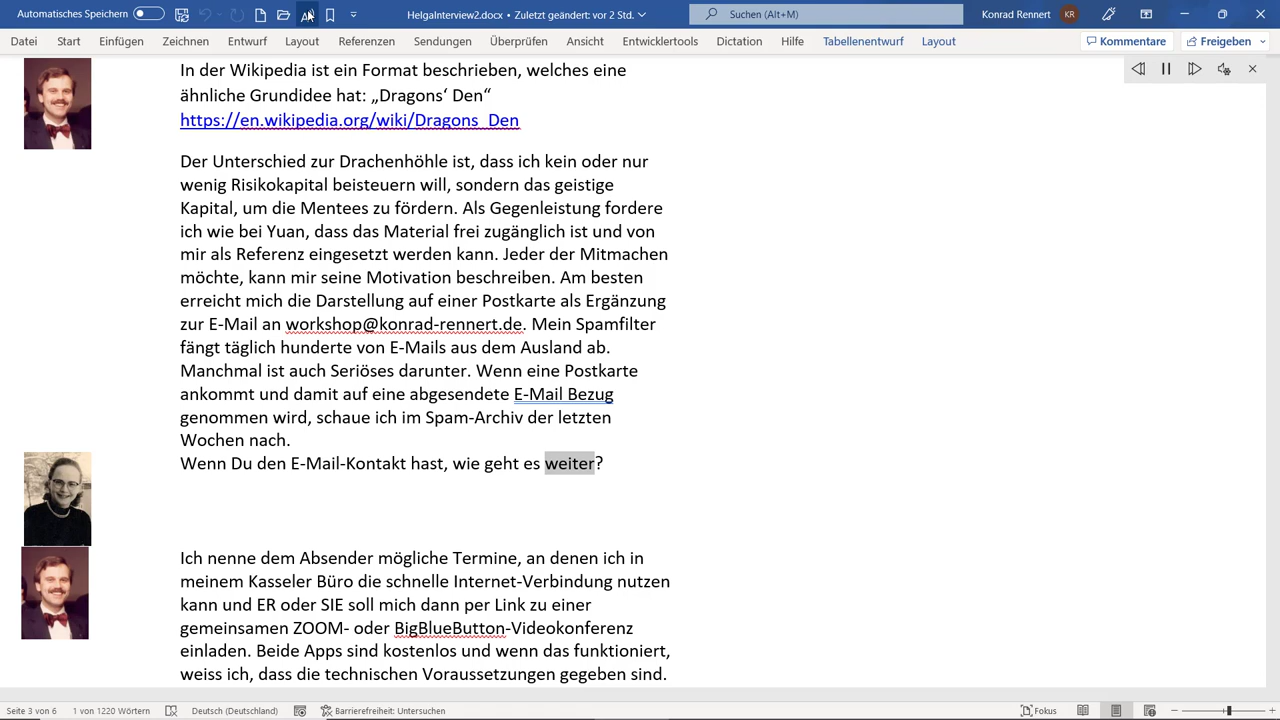 Automatisches Speichern
HelgaInterview2.docx • Zuletzt geändert: vor 2 Std.
Suchen (Alt+M)
Konrad Rennert
KR
Datei
Start
Einfügen
Zeichnen
Entwurf
Layout
Referenzen
Sendungen
Überprüfen
Ansicht
Entwicklertools
Dictation
Hilfe
Tabellenentwurf
Layout
Kommentare
Freigeben
In der Wikipedia ist ein Format beschrieben, welches eine
ähnliche Grundidee hat: „Dragons‘ Den“
https://en.wikipedia.org/wiki/Dragons_Den
Der Unterschied zur Drachenhöhle ist, dass ich kein oder nur
wenig Risikokapital beisteuern will, sondern das geistige
Kapital, um die Mentees zu fördern. Als Gegenleistung fordere
ich wie bei Yuan, dass das Material frei zugänglich ist und von
mir als Referenz eingesetzt werden kann. Jeder der Mitmachen
möchte, kann mir seine Motivation beschreiben. Am besten
erreicht mich die Darstellung auf einer Postkarte als Ergänzung
zur E-Mail an workshop@konrad-rennert.de. Mein Spamfilter
fängt täglich hunderte von E-Mails aus dem Ausland ab.
Manchmal ist auch Seriöses darunter. Wenn eine Postkarte
ankommt und damit auf eine abgesendete E-Mail Bezug
genommen wird, schaue ich im Spam-Archiv der letzten
Wochen nach.
Wenn Du den E-Mail-Kontakt hast, wie geht es weiter?
Ich nenne dem Absender mögliche Termine, an denen ich in
meinem Kasseler Büro die schnelle Internet-Verbindung nutzen
kann und ER oder SIE soll mich dann per Link zu einer
gemeinsamen ZOOM- oder BigBlueButton-Videokonferenz
einladen. Beide Apps sind kostenlos und wenn das funktioniert,
weiss ich, dass die technischen Voraussetzungen gegeben sind.
Seite 3 von 6
1 von 1220 Wörtern
Deutsch (Deutschland)
Barrierefreiheit: Untersuchen
Fokus